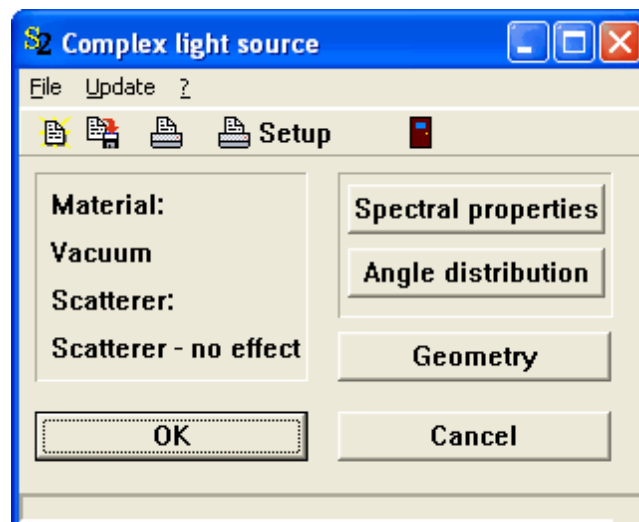 S2 Complex light source
File Update ?
Setup
Material:
Vacuum
Scatterer:
Scatterer - no effect
Spectral properties
Angle distribution
Geometry
OK
Cancel